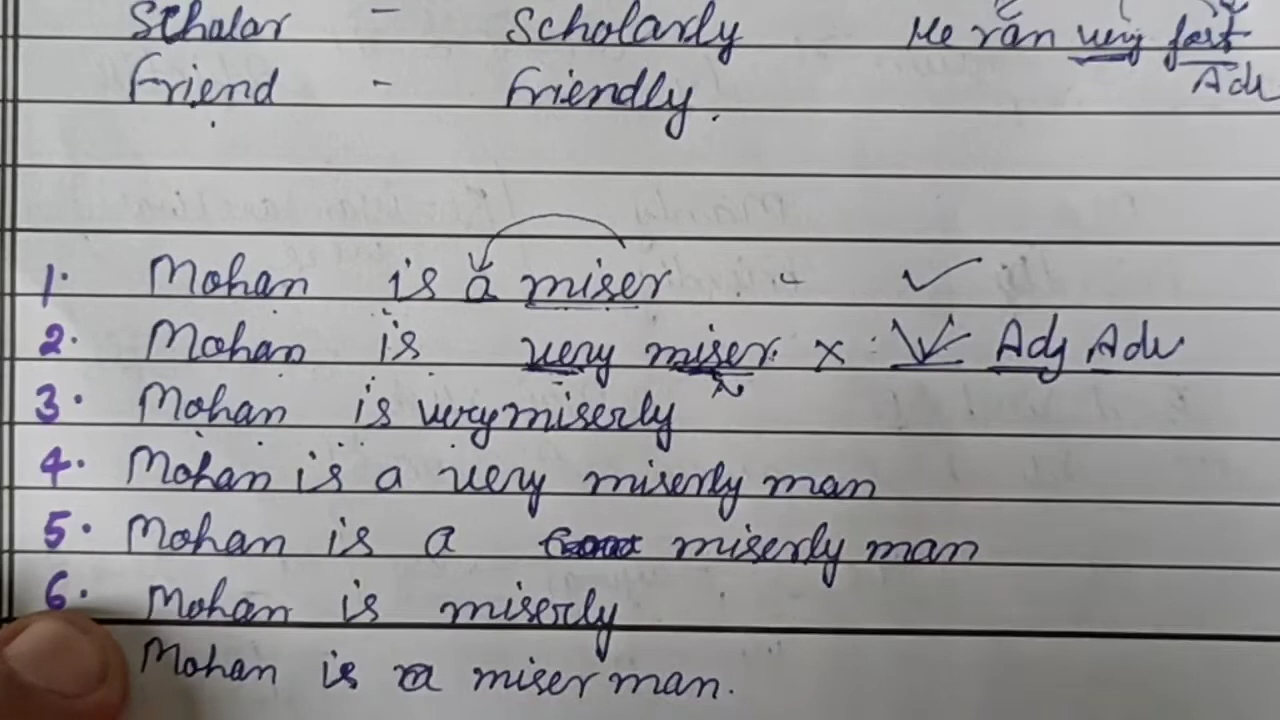 Scholar - Scholarly He ran very fast
Adv
Friend - Friendly.
1. Mohan is a miser ✓
2. Mohan is very miser. × Adj Adv
3. Mohan is very miserly
4. Mohan is a very miserly man
5. Mohan is a miserly man
6. Mohan is miserly
Mohan is a miser man.